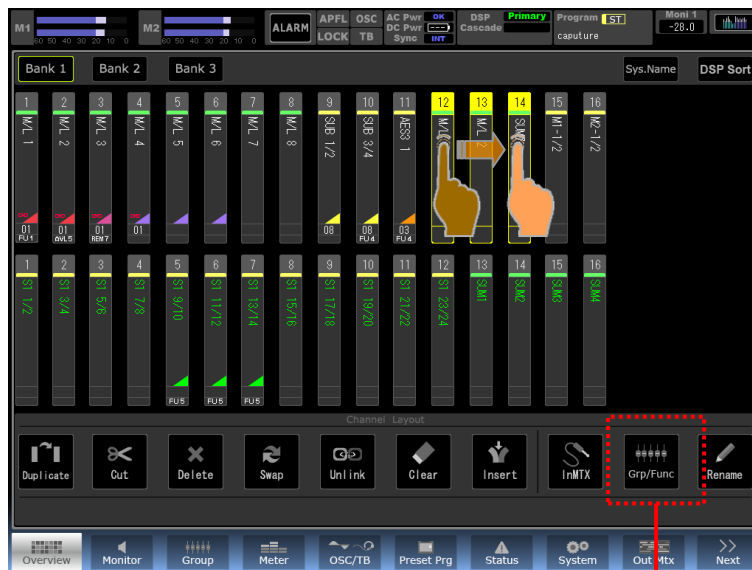 M1
60 50 40 30 20 10 0
M2
60 50 40 30 20 10 0
ALARM
APFL OSC
LOCK TB
AC Pwr OK
DC Pwr [---]
Sync INT
DSP Primary
Cascade
Program ST
caputure
Moni 1
-28.0
Bank 1
Bank 2
Bank 3
Sys.Name
DSP Sort
1 2 3 4 5 6 7 8 9 10 11 12 13 14 15 16
M/L 1
M/L 2
M/L 3
M/L 4
M/L 5
M/L 6
M/L 7
M/L 8
SUB 1/2
SUB 3/4
AES3 1
M/L
M/L 2
SUM
M1-1/2
M2-1/2
01 01 01 01 08 08 03
FU1 AVL5 REM7 FU4 FU4
1 2 3 4 5 6 7 8 9 10 11 12 13 14 15 16
S1 1/2
S1 3/4
S1 5/6
S1 7/8
S1 9/10
S1 11/12
S1 13/14
S1 15/16
S1 17/18
S1 19/20
S1 21/22
S1 23/24
SUM1
SUM2
SUM3
SUM4
FU5 FU5 FU5
Channel Layout
Duplicate
Cut
Delete
Swap
Unlink
Clear
Insert
InMTX
Grp/Func
Rename
Overview
Monitor
Group
Meter
OSC/TB
Preset Prg
Status
System
Out Mtx
Next